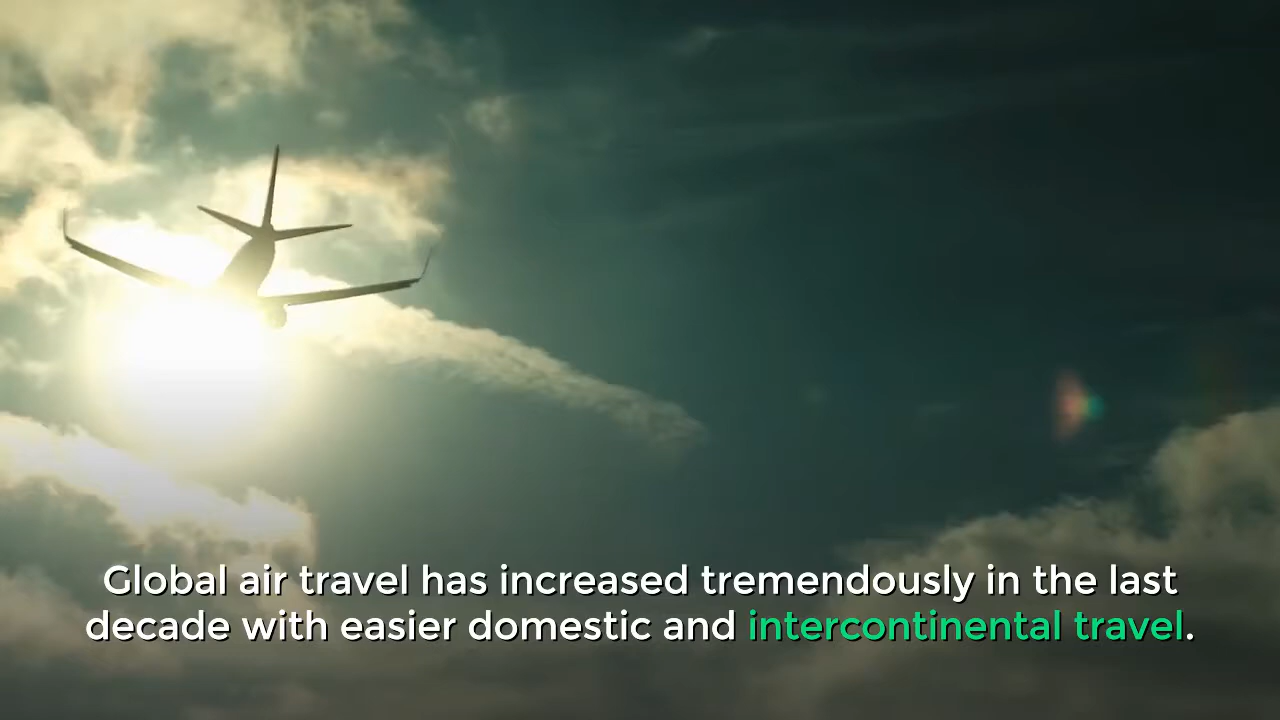 Global air travel has increased tremendously in the last
decade with easier domestic and intercontinental travel.